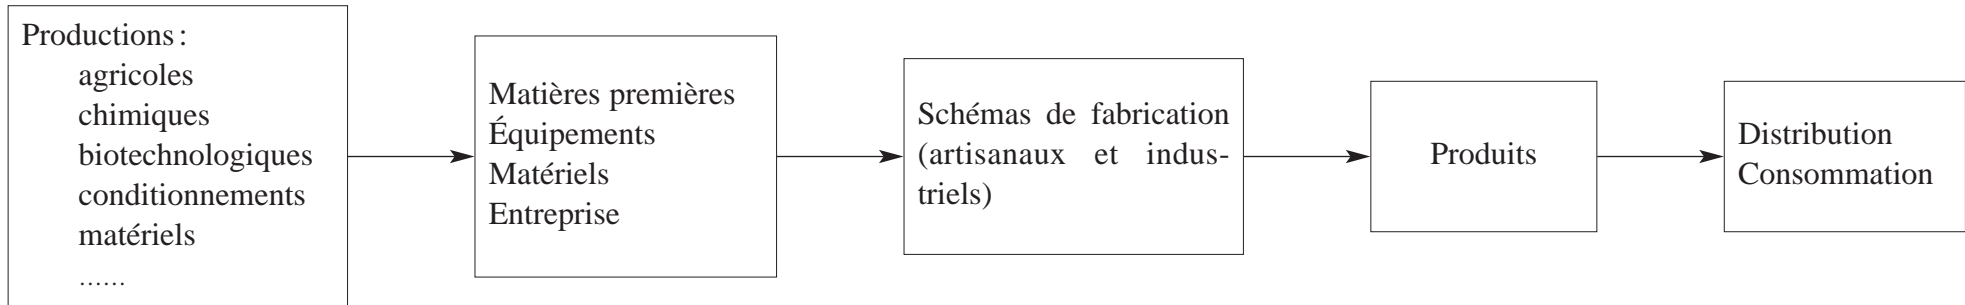 Productions :
agricoles
chimiques
biotechnologiques
conditionnements
matériels
......
Matières premières
Équipements
Matériels
Entreprise
Schémas de fabrication
(artisanaux et indus-
triels)
Produits
Distribution
Consommation